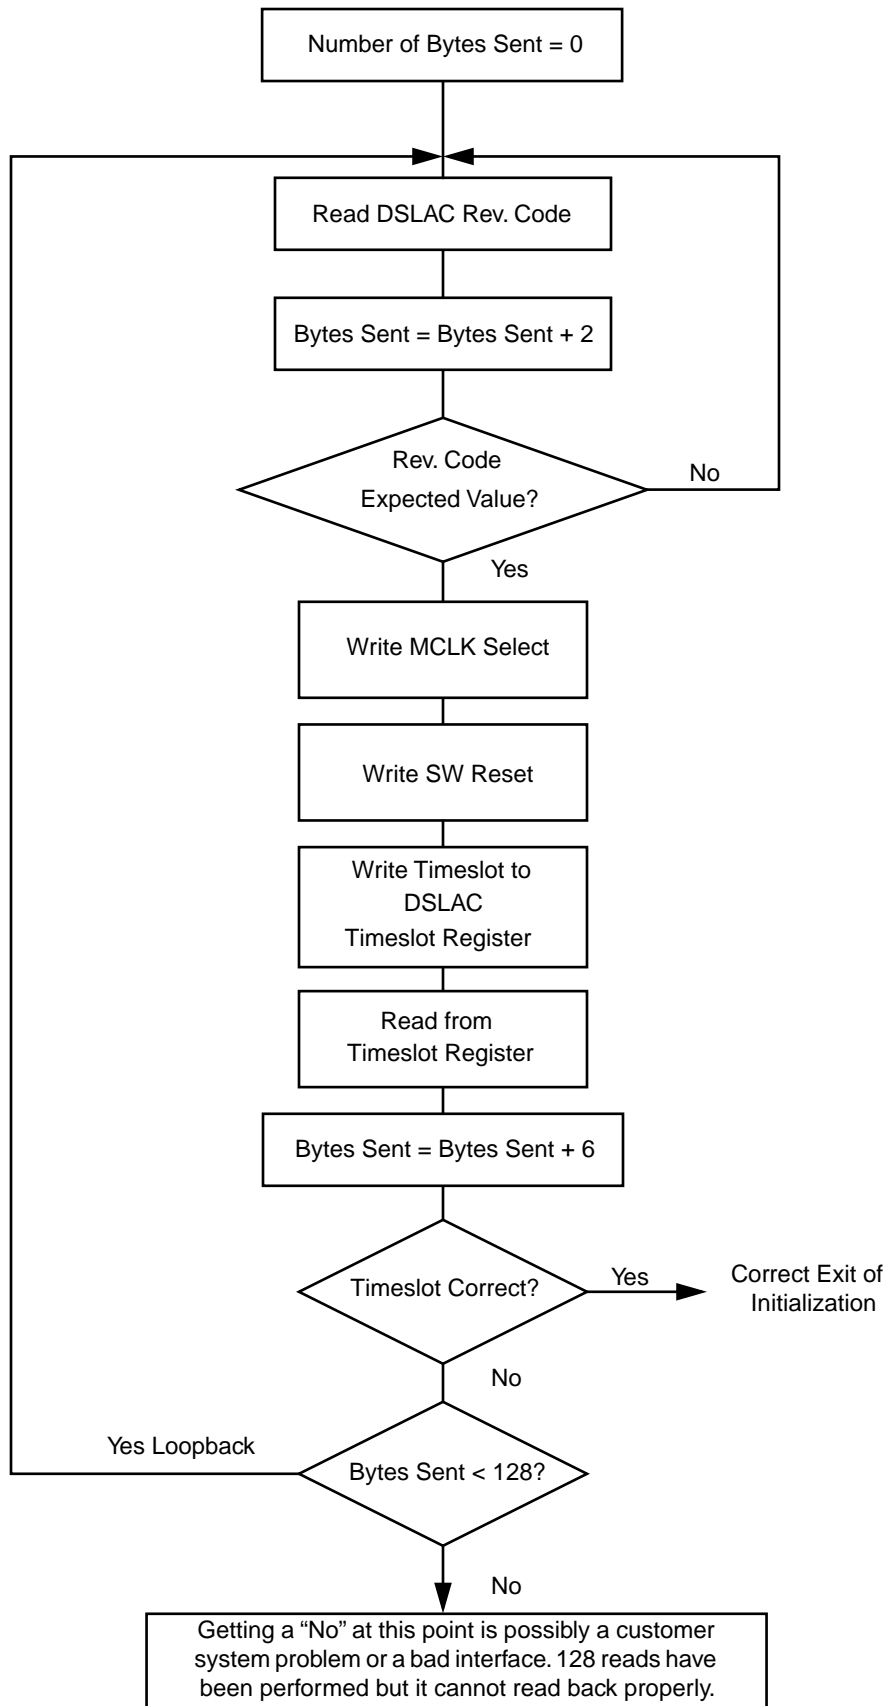 Number of Bytes Sent = 0
Read DSLAC Rev. Code
Bytes Sent = Bytes Sent + 2
Rev. Code
Expected Value?
No
Yes
Write MCLK Select
Write SW Reset
Write Timeslot to
DSLAC
Timeslot Register
Read from
Timeslot Register
Bytes Sent = Bytes Sent + 6
Timeslot Correct?
Yes
Correct Exit of
Initialization
No
Yes Loopback
Bytes Sent < 128?
No
Getting a “No” at this point is possibly a customer
system problem or a bad interface. 128 reads have
been performed but it cannot read back properly.